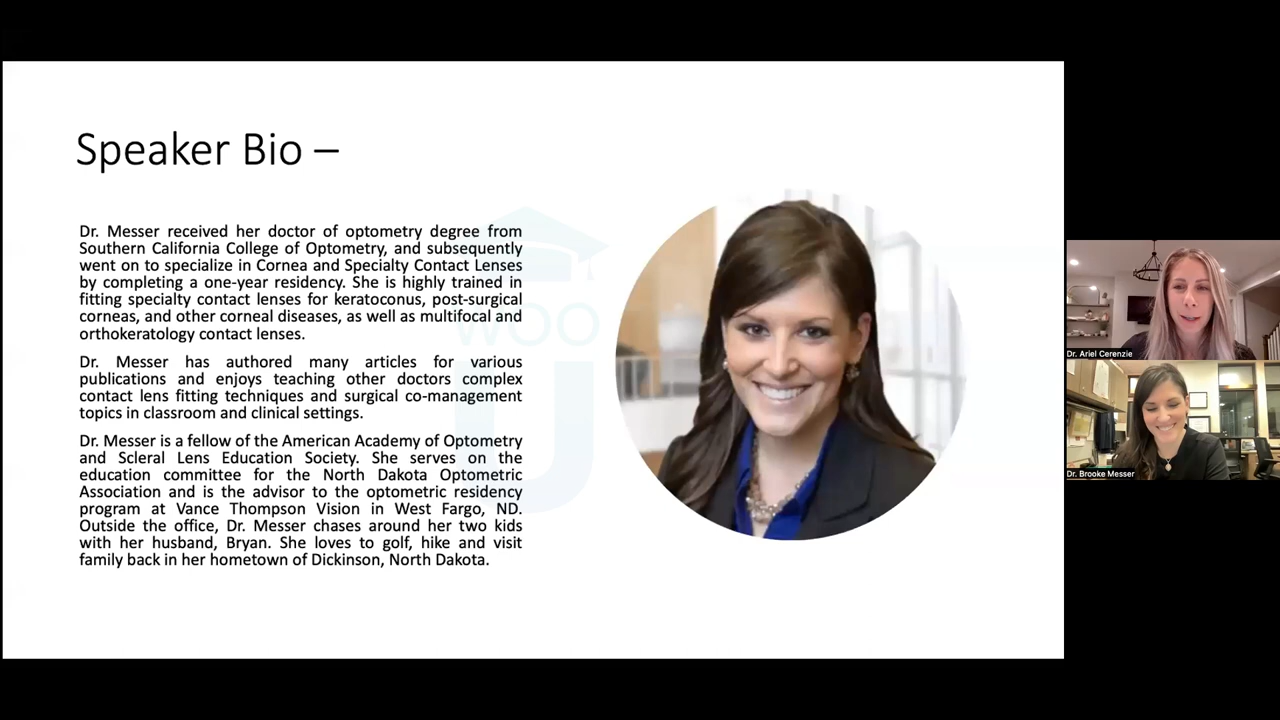 Speaker Bio –
Dr. Messer received her doctor of optometry degree from
Southern California College of Optometry, and subsequently
went on to specialize in Cornea and Specialty Contact Lenses
by completing a one-year residency. She is highly trained in
fitting specialty contact lenses for keratoconus, post-surgical
corneas, and other corneal diseases, as well as multifocal and
orthokeratology contact lenses.
Dr. Messer has authored many articles for various
publications and enjoys teaching other doctors complex
contact lens fitting techniques and surgical co-management
topics in classroom and clinical settings.
Dr. Messer is a fellow of the American Academy of Optometry
and Scleral Lens Education Society. She serves on the
education committee for the North Dakota Optometric
Association and is the advisor to the optometric residency
program at Vance Thompson Vision in West Fargo, ND.
Outside the office, Dr. Messer chases around her two kids
with her husband, Bryan. She loves to golf, hike and visit
family back in her hometown of Dickinson, North Dakota.
WOO
U
Dr. Ariel Cerenzie
Dr. Brooke Messer